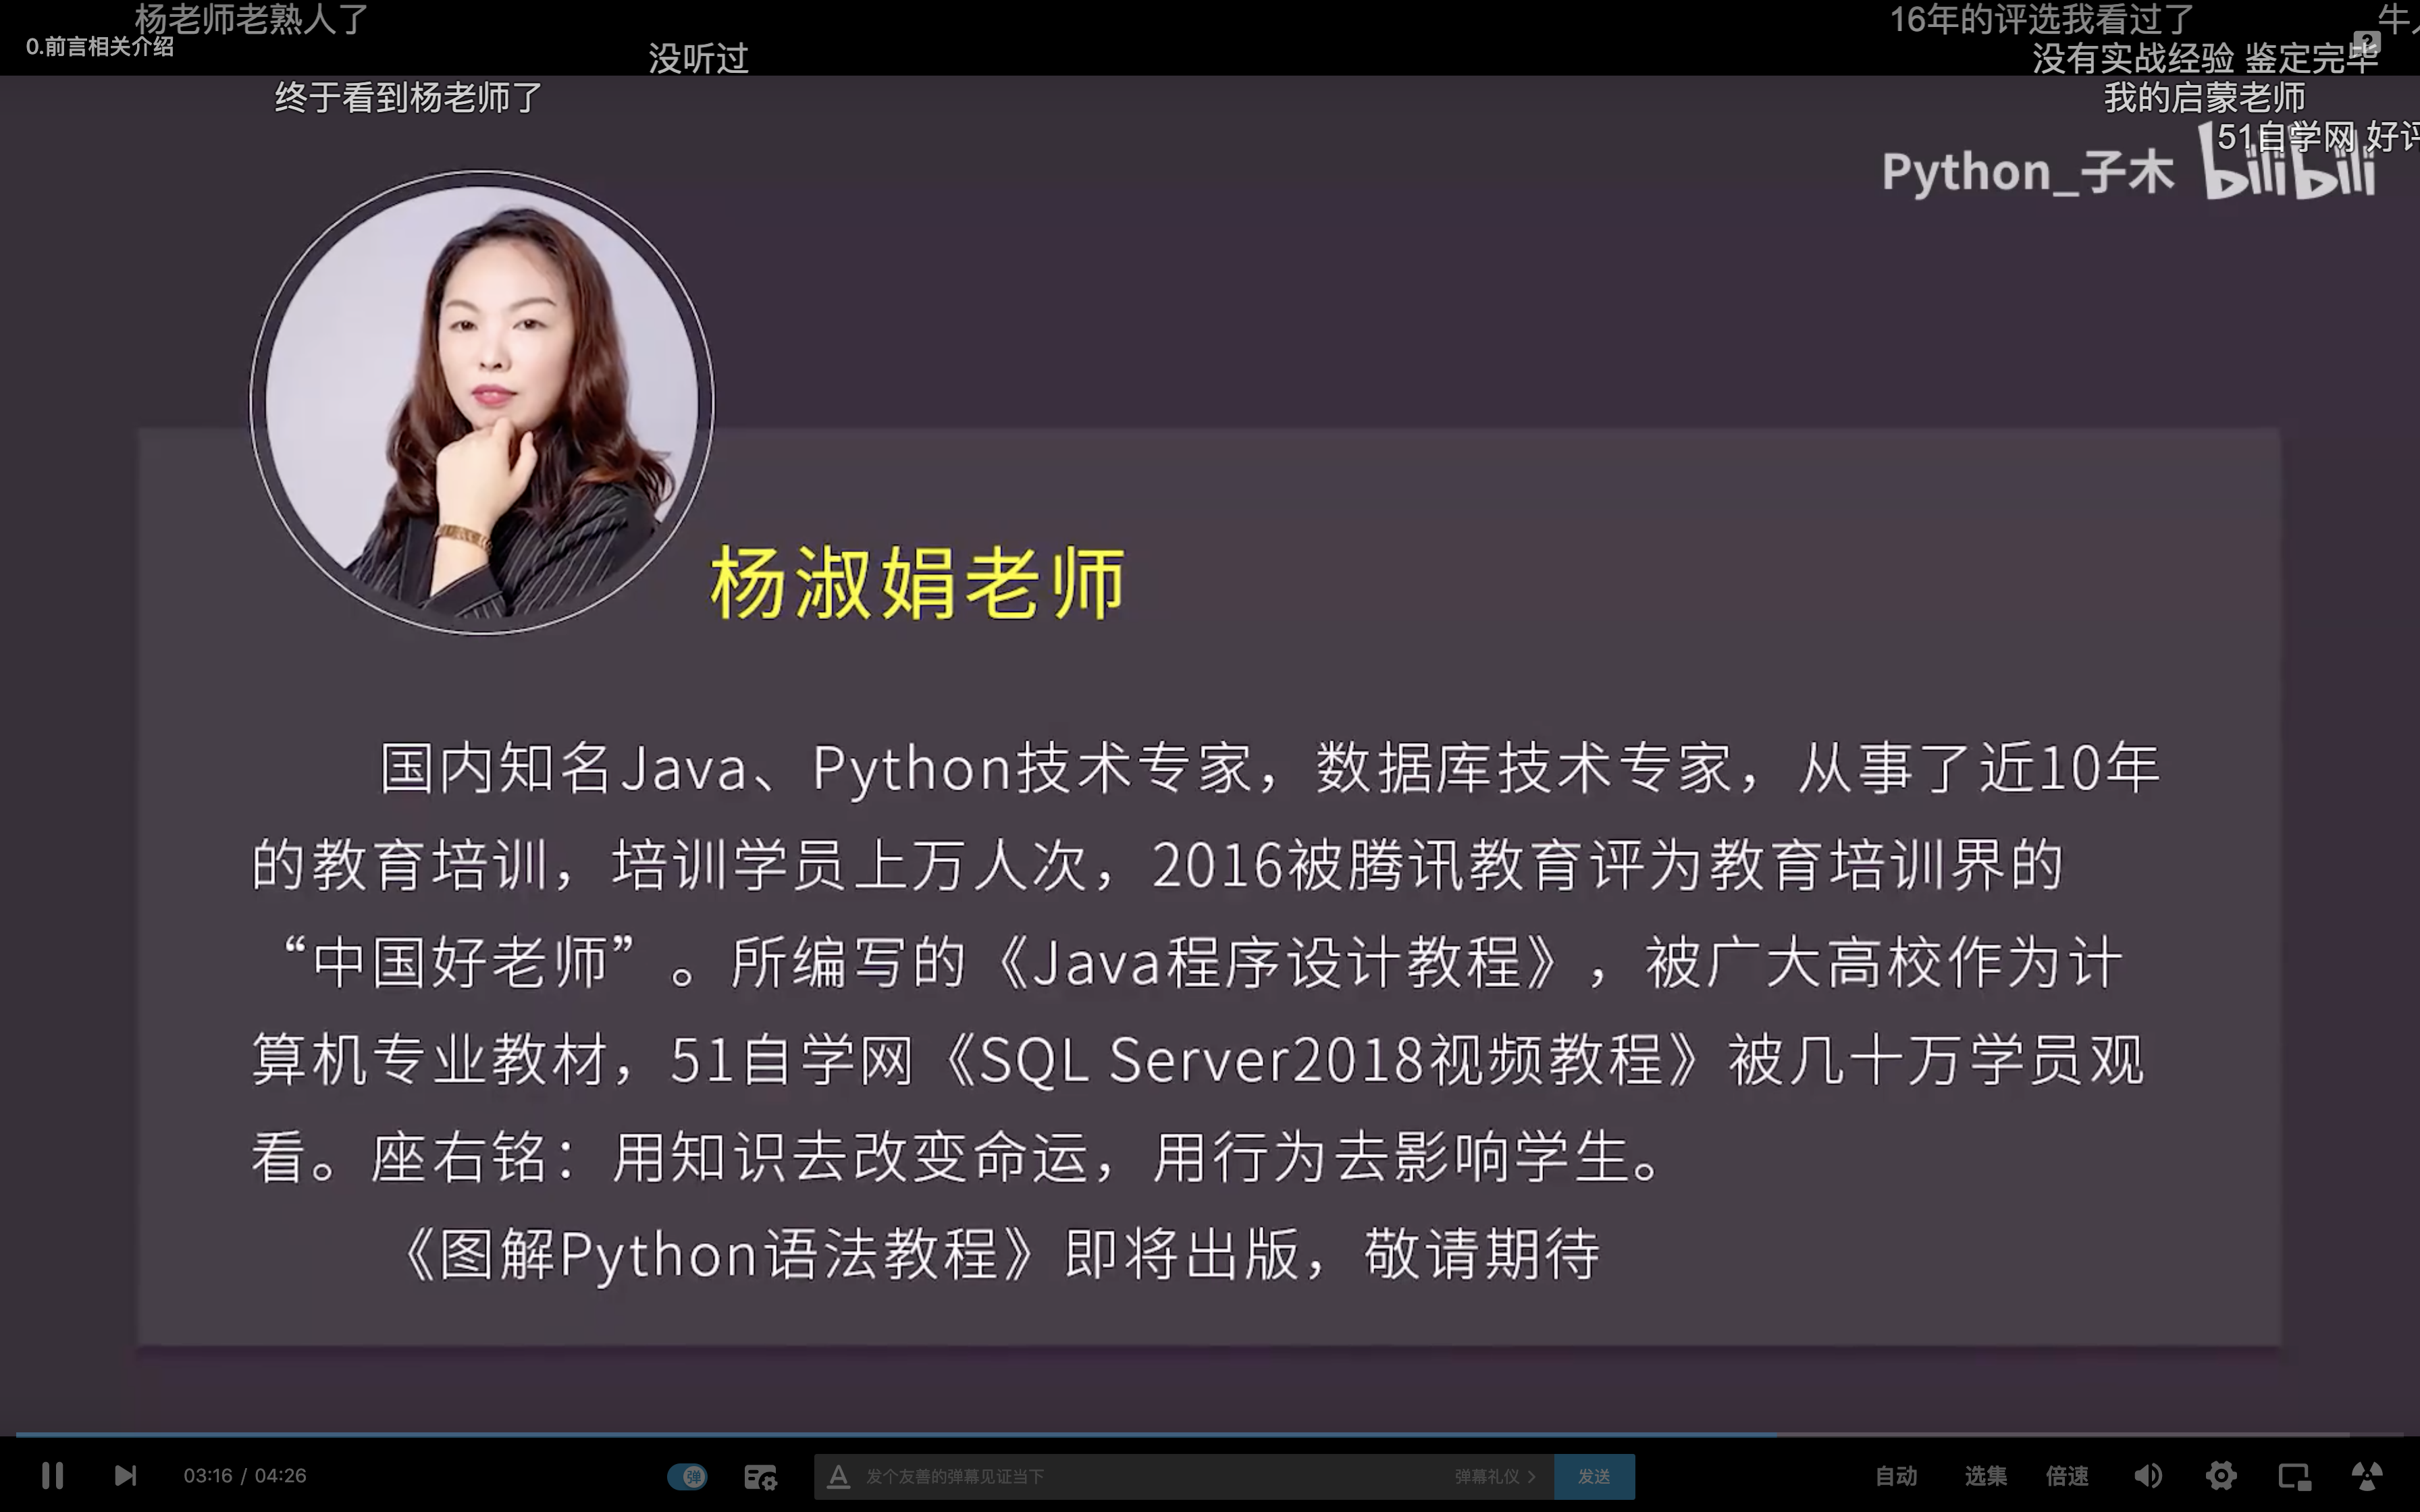 杨老师老熟人了
16年的评选我看过了
牛
0.前言相关介绍
没听过
没有实战经验 鉴定完毕
终于看到杨老师了
我的启蒙老师
51自学网 好评
Python_子木 bilibili
杨淑娟老师
国内知名Java、Python技术专家，数据库技术专家，从事了近10年
的教育培训，培训学员上万人次，2016被腾讯教育评为教育培训界的
“中国好老师”。所编写的《Java程序设计教程》，被广大高校作为计
算机专业教材，51自学网《SQL Server2018视频教程》被几十万学员观
看。座右铭：用知识去改变命运，用行为去影响学生。
《图解Python语法教程》即将出版，敬请期待
03:16 / 04:26
弹
发个友善的弹幕见证当下
弹幕礼仪
发送
自动
选集
倍速